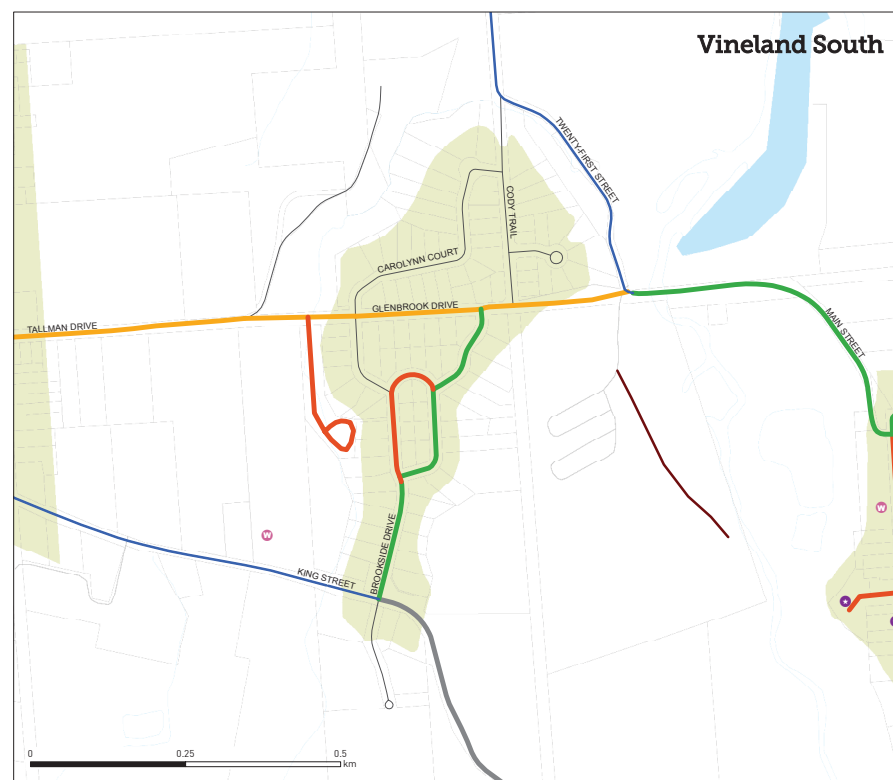 Vineland South
TWENTY-FIRST STREET
CODY TRAIL
CAROLYNN COURT
GLENBROOK DRIVE
TALLMAN DRIVE
MAIN STREET
W
W
BROOKSIDE DRIVE
KING STREET
0 0.25 0.5
km